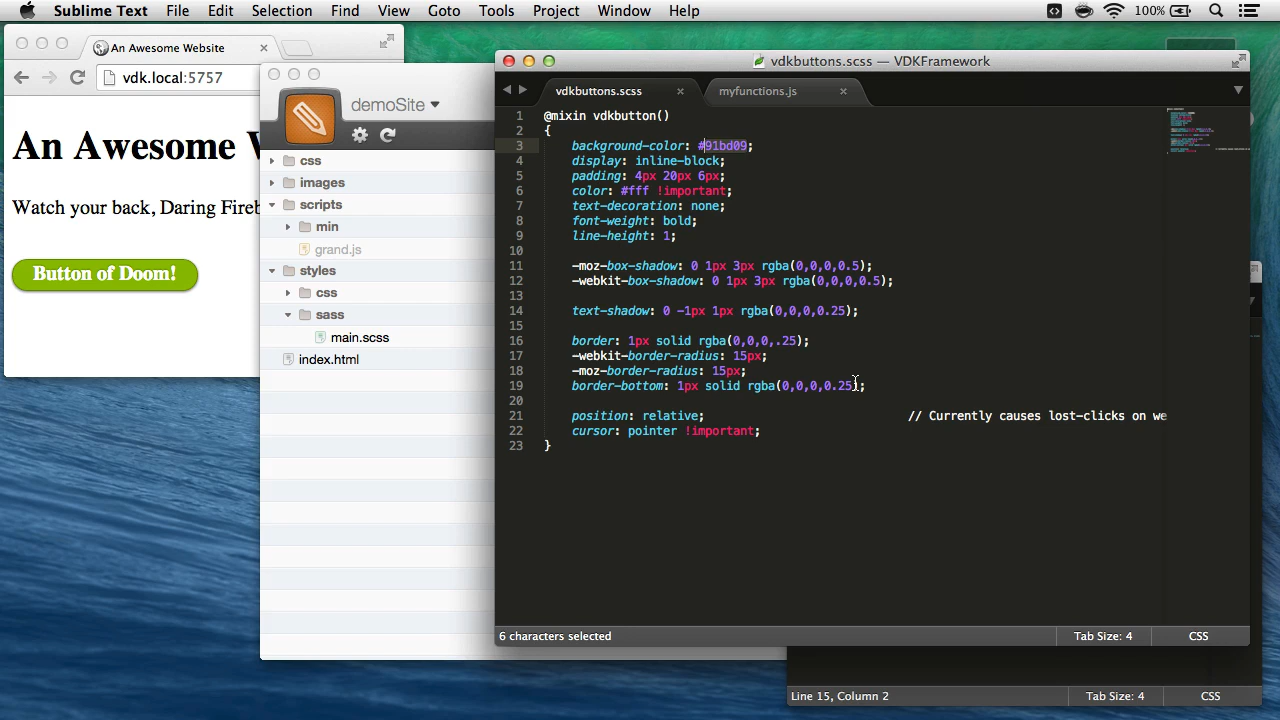 Sublime Text File Edit Selection Find View Goto Tools Project Window Help 100%
An Awesome Website
vdk.local:5757
An Awesome W
Watch your back, Daring Fireb
Button of Doom!
demoSite
css
images
scripts
min
grand.js
styles
css
sass
main.scss
index.html
vdkbuttons.scss — VDKFramework
vdkbuttons.scss myfunctions.js
1 @mixin vdkbutton()
2 {
3 background-color: #91bd09;
4 display: inline-block;
5 padding: 4px 20px 6px;
6 color: #fff !important;
7 text-decoration: none;
8 font-weight: bold;
9 line-height: 1;
10
11 -moz-box-shadow: 0 1px 3px rgba(0,0,0,0.5);
12 -webkit-box-shadow: 0 1px 3px rgba(0,0,0,0.5);
13
14 text-shadow: 0 -1px 1px rgba(0,0,0,0.25);
15
16 border: 1px solid rgba(0,0,0,.25);
17 -webkit-border-radius: 15px;
18 -moz-border-radius: 15px;
19 border-bottom: 1px solid rgba(0,0,0,0.25);
20
21 position: relative; // Currently causes lost-clicks on we
22 cursor: pointer !important;
23 }
6 characters selected Tab Size: 4 CSS
Line 15, Column 2 Tab Size: 4 CSS